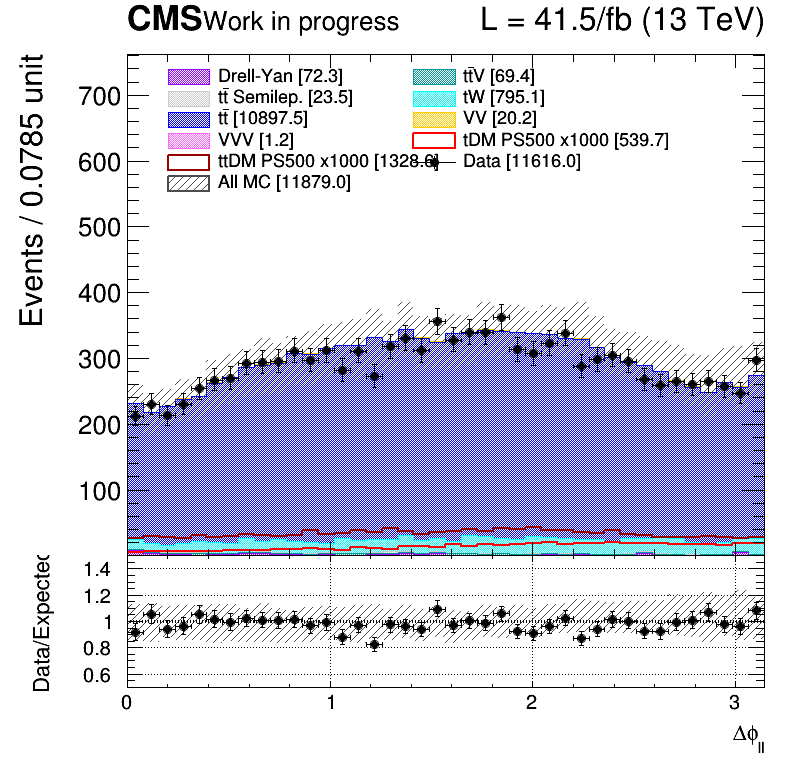 CMS Work in progress L = 41.5/fb (13 TeV)
Events / 0.0785 unit
Drell-Yan [72.3] tt̄V [69.4]
tt̄ Semilep. [23.5] tW [795.1]
tt̄ [10897.5] VV [20.2]
VVV [1.2] tDM PS500 x1000 [539.7]
ttDM PS500 x1000 [1328.6] Data [11616.0]
All MC [11879.0]
700
600
500
400
300
200
100
Data/Expected
1.4
1.2
1
0.8
0.6
0 1 2 3
Δϕ_ll